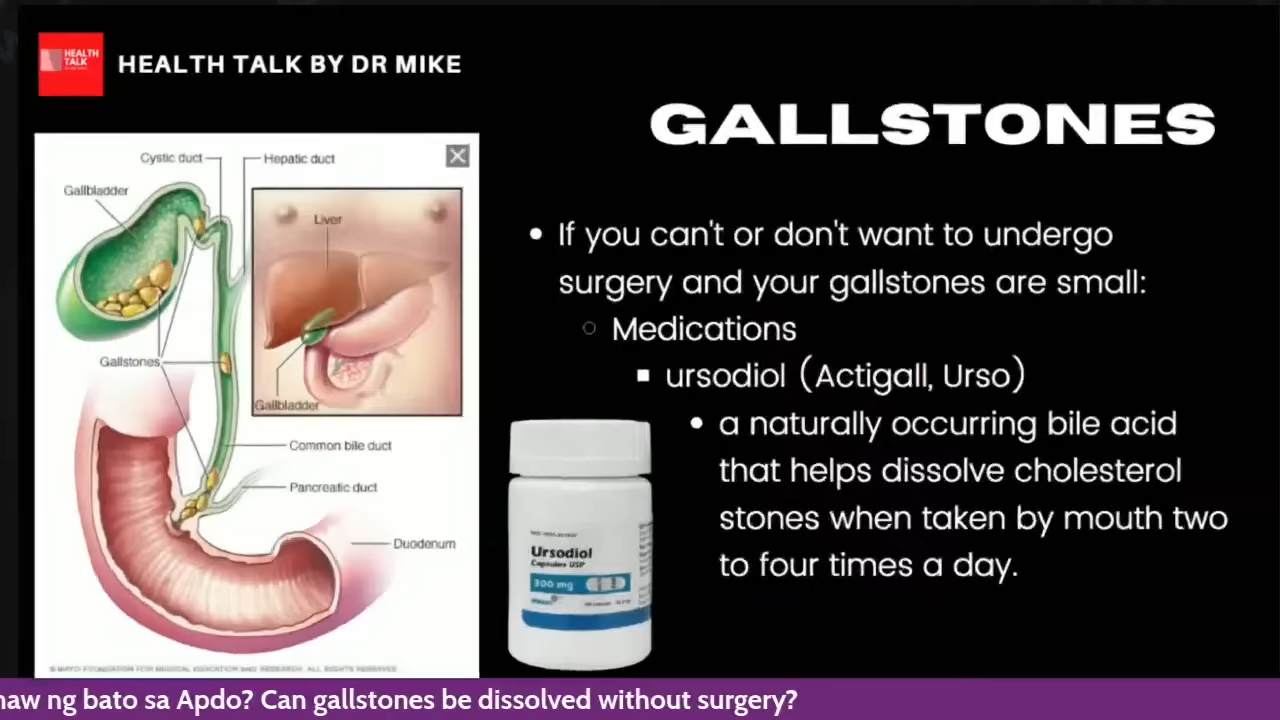 HEALTH
TALK
HEALTH TALK BY DR MIKE
GALLSTONES
Cystic duct
Hepatic duct
Gallbladder
Liver
Gallstones
Gallbladder
Common bile duct
Pancreatic duct
Duodenum
© MAYO FOUNDATION FOR MEDICAL EDUCATION AND RESEARCH. ALL RIGHTS RESERVED.
If you can't or don't want to undergo
surgery and your gallstones are small:
Medications
ursodiol (Actigall, Urso)
a naturally occurring bile acid
that helps dissolve cholesterol
stones when taken by mouth two
to four times a day.
Ursodiol
Capsules USP
300 mg
naw ng bato sa Apdo? Can gallstones be dissolved without surgery?